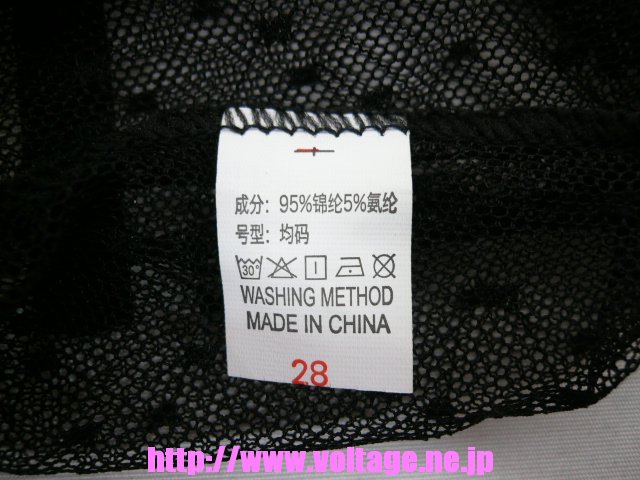 成分：95%锦纶5%氨纶
号型：均码
30°
WASHING METHOD
MADE IN CHINA
28
http://www.voltage.ne.jp